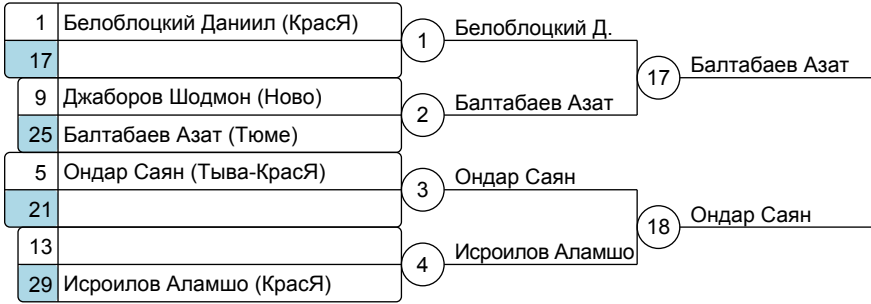 1 Белоблоцкий Даниил (КрасЯ)
17
1 Белоблоцкий Д.
9 Джаборов Шодмон (Ново)
25 Балтабаев Азат (Тюме)
2 Балтабаев Азат
17 Балтабаев Азат
5 Ондар Саян (Тыва-КрасЯ)
21
3 Ондар Саян
13
29 Исроилов Аламшо (КрасЯ)
4 Исроилов Аламшо
18 Ондар Саян